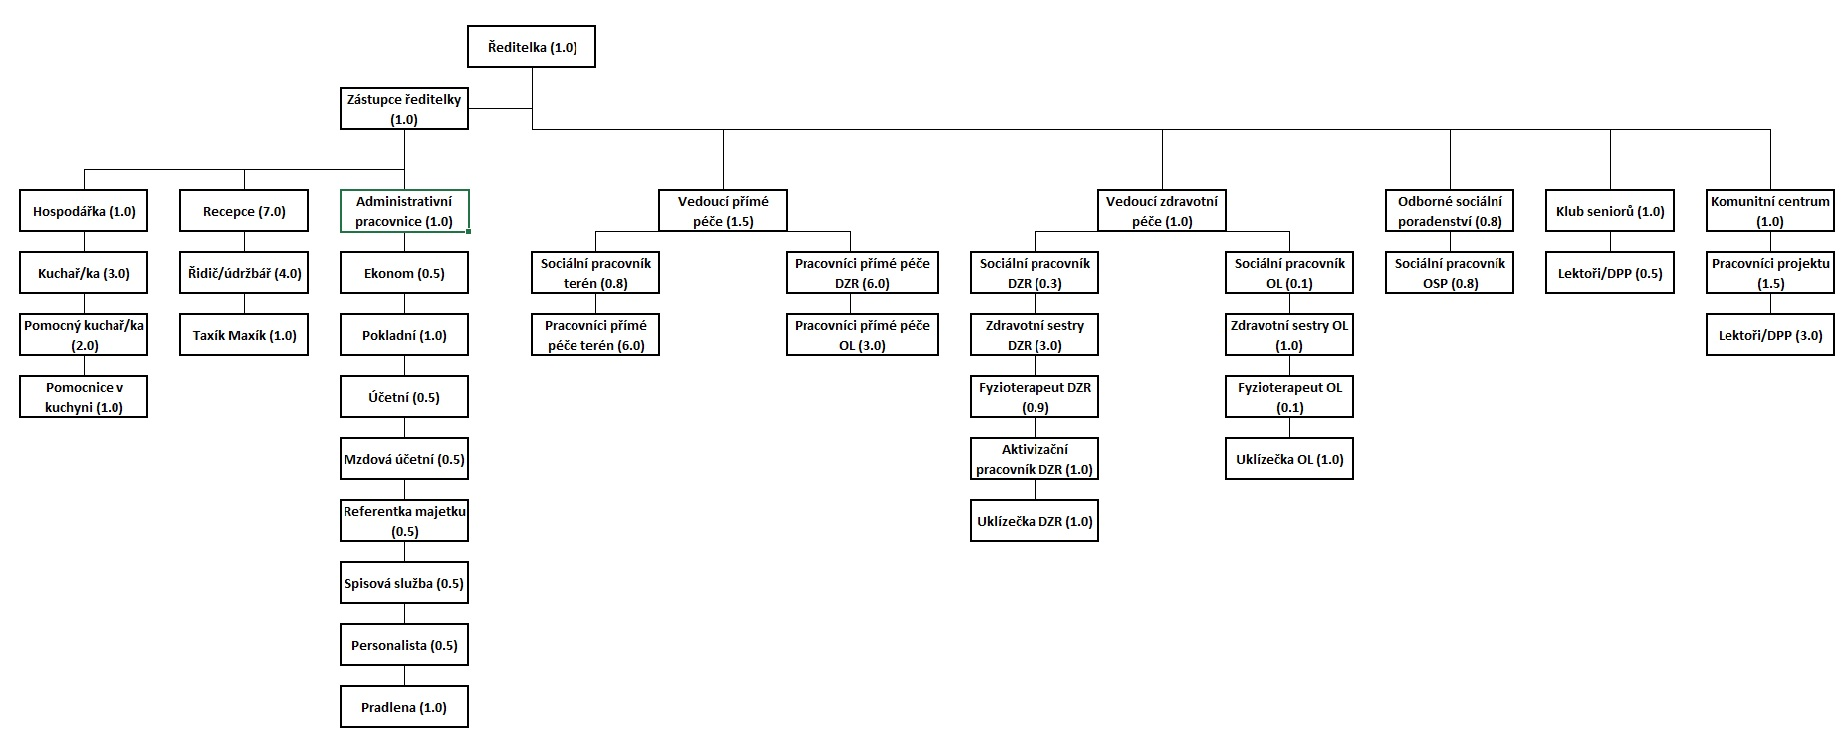 Ředitelka (1.0)
Zástupce ředitelky
(1.0)
Hospodářka (1.0)
Kuchař/ka (3.0)
Pomocný kuchař/ka
(2.0)
Pomocnice v
kuchyni (1.0)
Recepce (7.0)
Řidič/údržbář (4.0)
Taxík Maxík (1.0)
Administrativní
pracovnice (1.0)
Ekonom (0.5)
Pokladní (1.0)
Účetní (0.5)
Mzdová účetní (0.5)
Referentka majetku
(0.5)
Spisová služba (0.5)
Personalista (0.5)
Pradlena (1.0)
Vedoucí přímé
péče (1.5)
Sociální pracovník
terén (0.8)
Pracovníci přímé
péče terén (6.0)
Pracovníci přímé péče
DZR (6.0)
Pracovníci přímé péče
OL (3.0)
Vedoucí zdravotní
péče (1.0)
Sociální pracovník
DZR (0.3)
Zdravotní sestry
DZR (3.0)
Fyzioterapeut DZR
(0.9)
Aktivizační
pracovník DZR (1.0)
Uklízečka DZR (1.0)
Sociální pracovník
OL (0.1)
Zdravotní sestry OL
(1.0)
Fyzioterapeut OL
(0.1)
Uklízečka OL (1.0)
Odborné sociální
poradenství (0.8)
Sociální pracovník
OSP (0.8)
Klub seniorů (1.0)
Lektoři/DPP (0.5)
Komunitní centrum
(1.0)
Pracovníci projektu
(1.5)
Lektoři/DPP (3.0)